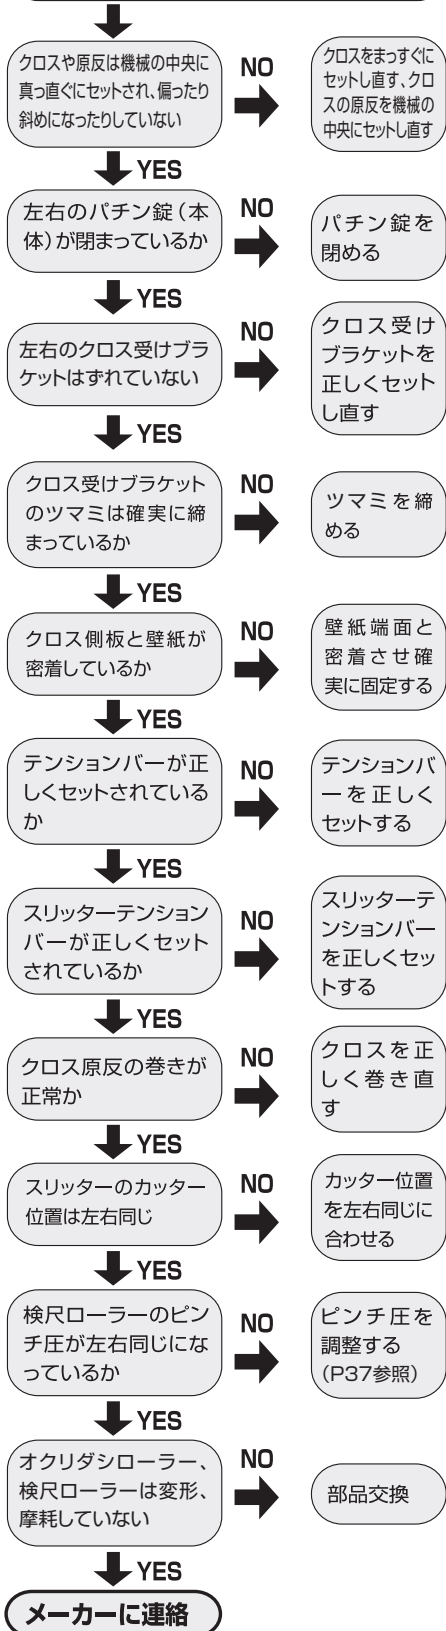 クロスや原反は機械の中央に
真っ直ぐにセットされ、偏ったり
斜めになったりしていない
NO
クロスをまっすぐに
セットし直す、クロ
スの原反を機械の
中央にセットし直す
YES
左右のパチン錠(本
体)が閉まっているか
NO
パチン錠を
閉める
YES
左右のクロス受けブラ
ケットはずれていない
NO
クロス受け
ブラケットを
正しくセット
し直す
YES
クロス受けブラケット
のツマミは確実に締
まっているか
NO
ツマミを締
める
YES
クロス側板と壁紙が
密着しているか
NO
壁紙端面と
密着させ確
実に固定する
YES
テンションバーが正
しくセットされている
か
NO
テンションバ
ーを正しく
セットする
YES
スリッターテンション
バーが正しくセット
されているか
NO
スリッターテ
ンションバー
を正しくセッ
トする
YES
クロス原反の巻きが
正常か
NO
クロスを正
しく巻き直
す
YES
スリッターのカッター
位置は左右同じ
NO
カッター位置
を左右同じに
合わせる
YES
検尺ローラーのピン
チ圧が左右同じにな
っているか
NO
ピンチ圧を
調整する
(P37参照)
YES
オクリダシローラー、
検尺ローラーは変形、
摩耗していない
NO
部品交換
YES
メーカーに連絡